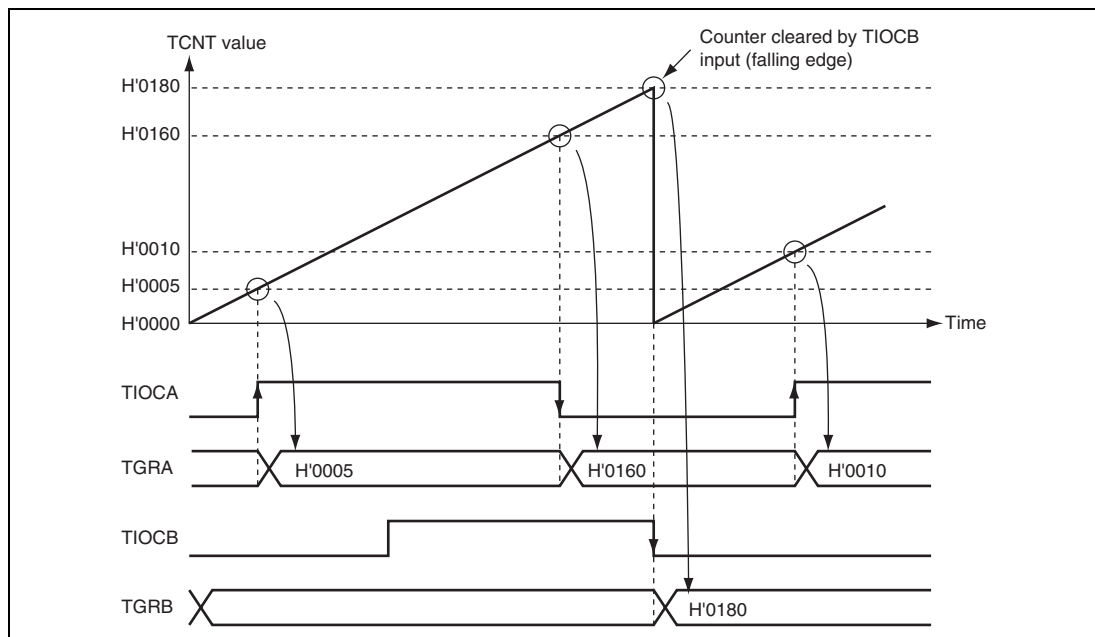 TCNT value
Counter cleared by TIOCB
input (falling edge)
H'0180
H'0160
H'0010
H'0005
H'0000
Time
TIOCA
TGRA
H'0005
H'0160
H'0010
TIOCB
TGRB
H'0180